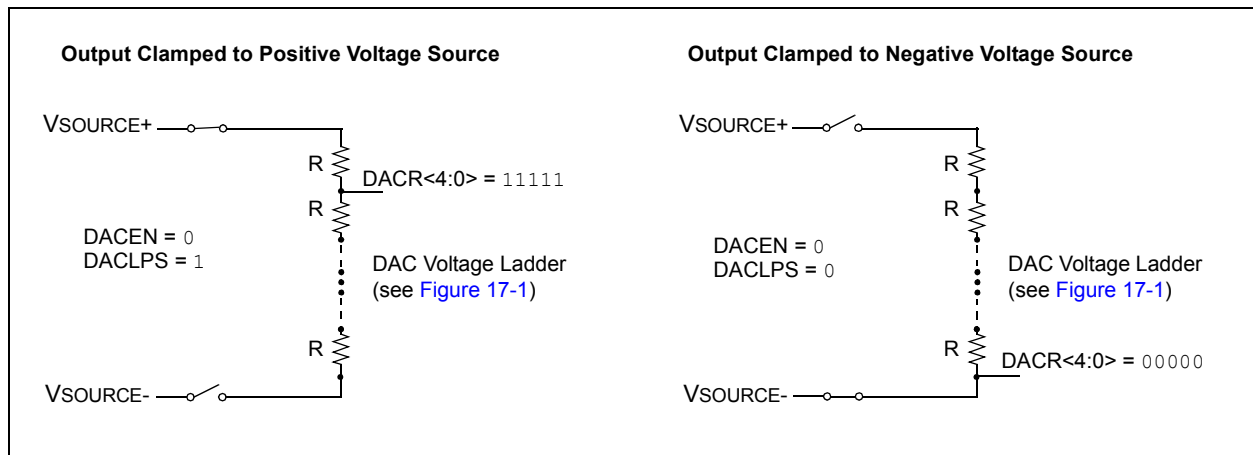 Output Clamped to Positive Voltage Source
VSOURCE+
R
DACR<4:0> = 11111
R
DACEN = 0
DACLPS = 1
DAC Voltage Ladder
(see Figure 17-1)
R
VSOURCE-
Output Clamped to Negative Voltage Source
VSOURCE+
R
R
DACEN = 0
DACLPS = 0
DAC Voltage Ladder
(see Figure 17-1)
R
DACR<4:0> = 00000
VSOURCE-